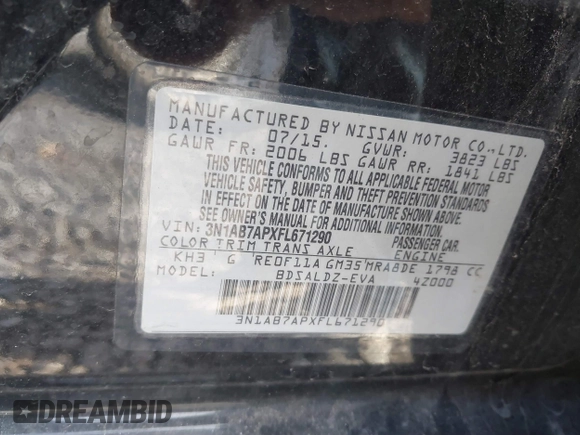 MANUFACTURED BY NISSAN MOTOR CO.,LTD.
DATE: 07/15. GVWR: 3823 LBS
GAWR FR: 2006 LBS GAWR RR: 1841 LBS
THIS VEHICLE CONFORMS TO ALL APPLICABLE FEDERAL MOTOR
VEHICLE SAFETY, BUMPER AND THEFT PREVENTION STANDARDS
IN EFFECT ON THE DATE OF MANUFACTURE SHOWN ABOVE.
SEE OWNER'S MANUAL FOR ADDITIONAL INFORMATION.
VIN: 3N1AB7APXFL671290 PASSENGER CAR.
COLOR TRIM TRANS AXLE ENGINE
KH3 G RE0F11A GM35 MRA8DE 1798 CC
MODEL: BDSALDZ-EVA 4Z000
3N1AB7APXFL671290
DREAMBID